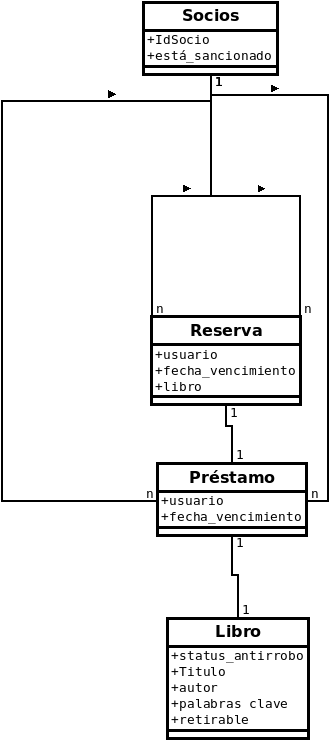 Socios
+IdSocio
+está_sancionado
1
n
n
Reserva
+usuario
+fecha_vencimiento
+libro
1
1
Préstamo
n
n
+usuario
+fecha_vencimiento
1
1
Libro
+status_antirrobo
+Titulo
+autor
+palabras clave
+retirable